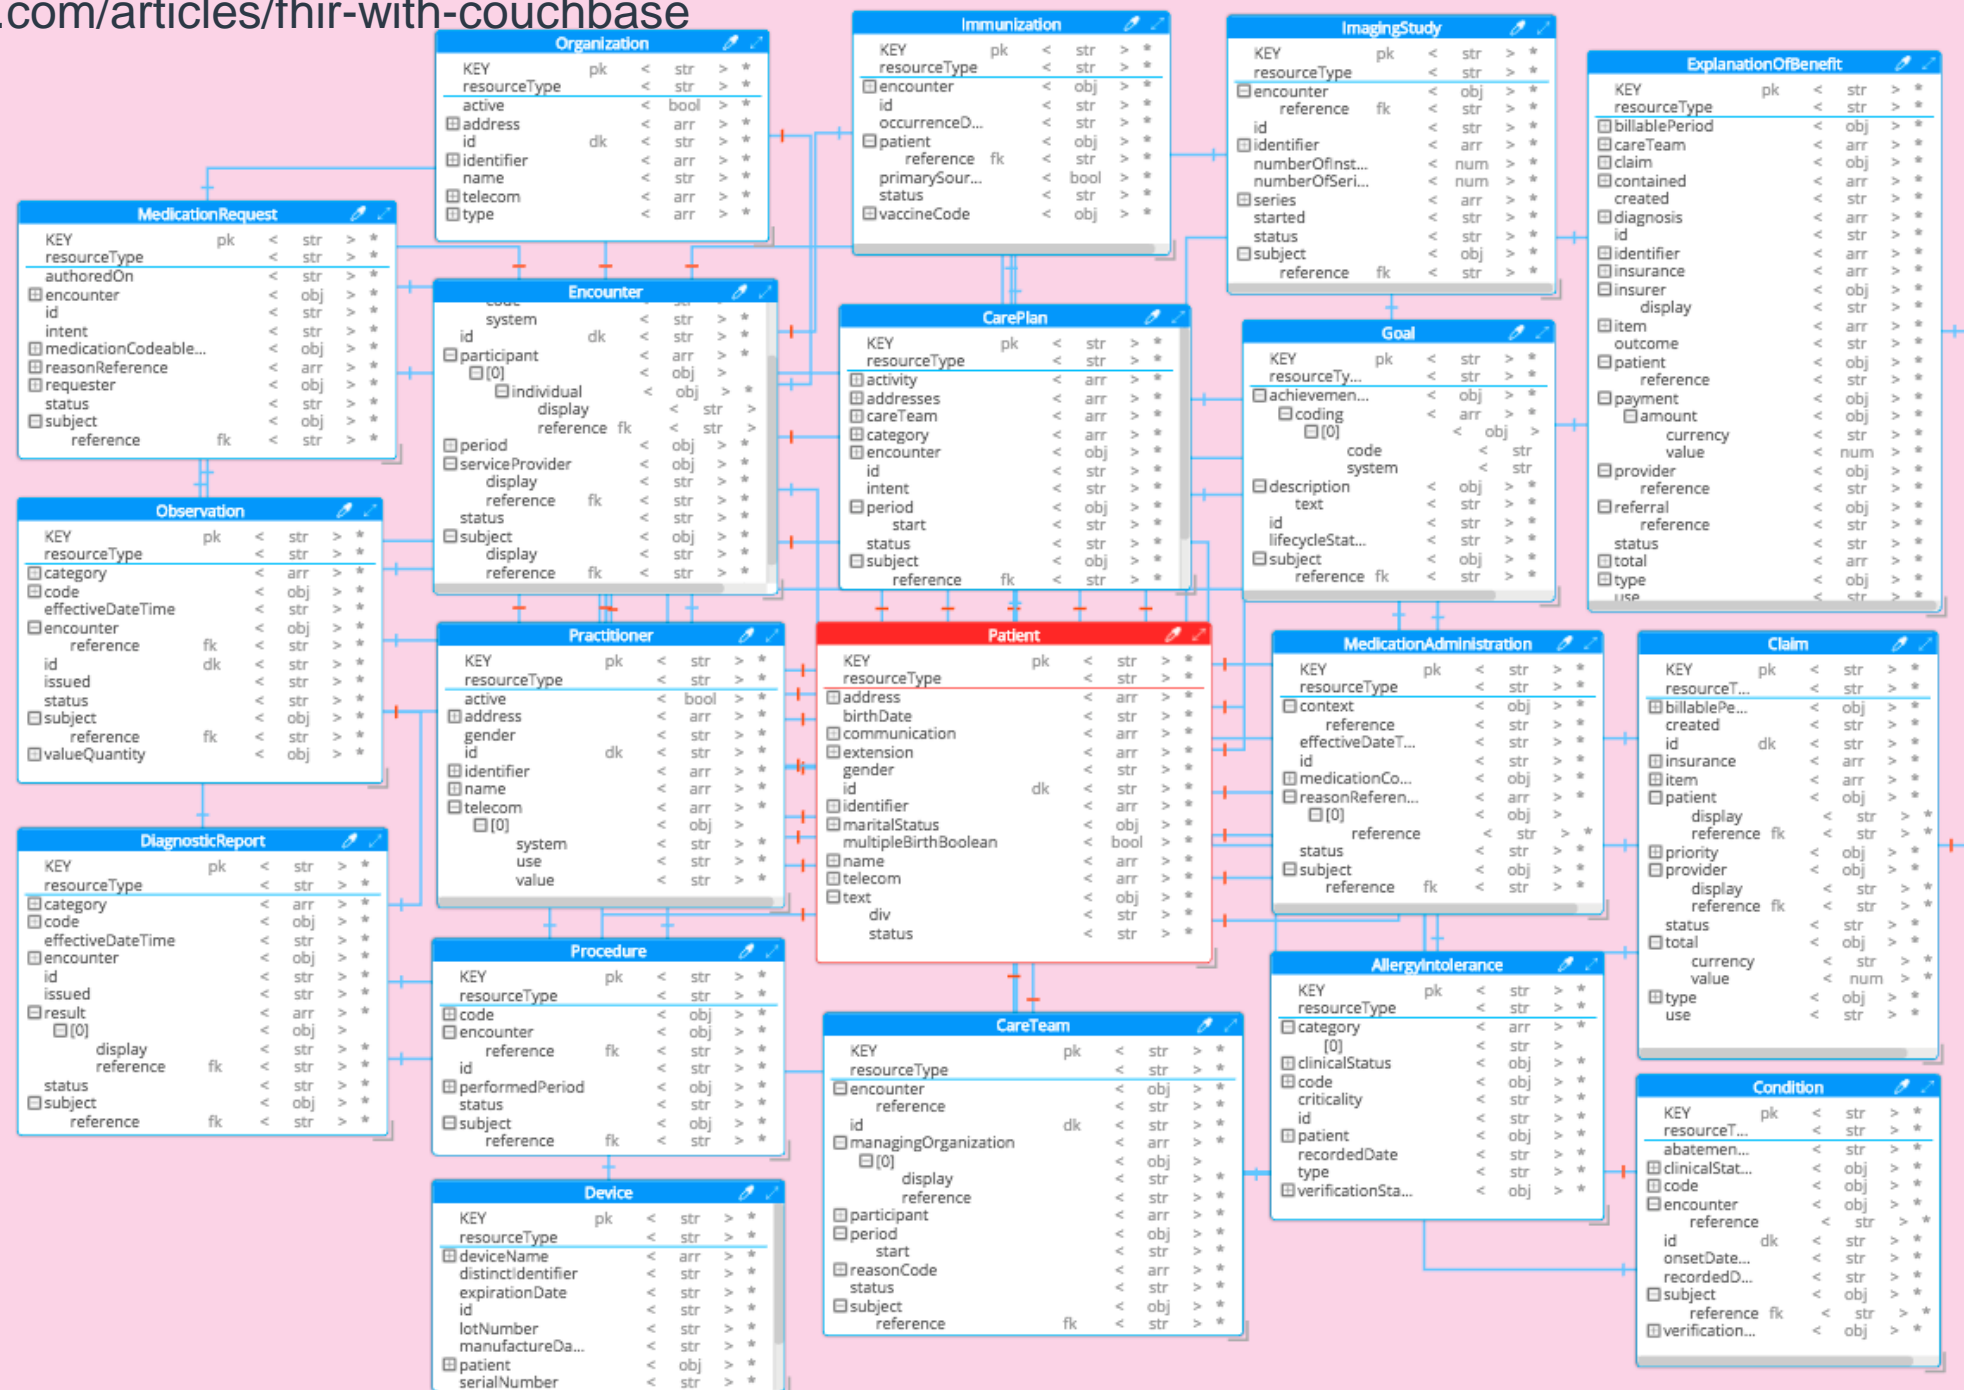 .com/articles/fhir-with-couchbase
Organization
KEY pk < str > *
resourceType < str > *
active < bool > *
address < arr > *
id dk < str > *
identifier < arr > *
name < str > *
telecom < arr > *
type < arr > *
Immunization
KEY pk < str > *
resourceType < str > *
encounter < obj > *
id < str > *
occurrenceD... < str > *
patient < obj > *
reference fk < str > *
primarySour... < bool > *
status < str > *
vaccineCode < obj > *
ImagingStudy
KEY pk < str > *
resourceType < str > *
encounter < obj > *
reference fk < str > *
id < str > *
identifier < arr > *
numberOfInst... < num > *
numberOfSeri... < num > *
series < arr > *
started < str > *
status < str > *
subject < obj > *
reference fk < str > *
ExplanationOfBenefit
KEY pk < str > *
resourceType < str > *
billablePeriod < obj > *
careTeam < arr > *
claim < obj > *
contained < arr > *
created < str > *
diagnosis < arr > *
id < str > *
identifier < arr > *
insurance < arr > *
insurer < obj > *
display < str > *
item < arr > *
outcome < str > *
patient < obj > *
reference < str > *
payment < obj > *
amount < obj > *
currency < str > *
value < num > *
provider < obj > *
reference < str > *
referral < obj > *
reference < str > *
status < str > *
total < arr > *
type < obj > *
use < str > *
MedicationRequest
KEY pk < str > *
resourceType < str > *
authoredOn < str > *
encounter < obj > *
id < str > *
intent < str > *
medicationCodeable... < obj > *
reasonReference < arr > *
requester < obj > *
status < str > *
subject < obj > *
reference fk < str > *
Encounter
code < str > *
system < str > *
id dk < str > *
participant < arr > *
[0] < obj >
individual < obj > *
display < str >
reference fk < str >
period < obj > *
serviceProvider < obj > *
display < str > *
reference fk < str > *
status < str > *
subject < obj > *
display < str > *
reference fk < str > *
CarePlan
KEY pk < str > *
resourceType < str > *
activity < arr > *
addresses < arr > *
careTeam < arr > *
category < arr > *
encounter < obj > *
id < str > *
intent < str > *
period < obj > *
start < str > *
status < str > *
subject < obj > *
reference fk < str > *
Goal
KEY pk < str > *
resourceTy... < str > *
achievemen... < obj > *
coding < arr > *
[0] < obj >
code < str
system < str
description < obj > *
text < str > *
id < str > *
lifecycleStat... < str > *
subject < obj > *
reference fk < str > *
Observation
KEY pk < str > *
resourceType < str > *
category < arr > *
code < obj > *
effectiveDateTime < str > *
encounter < obj > *
reference fk < str > *
id dk < str > *
issued < str > *
status < str > *
subject < obj > *
reference fk < str > *
valueQuantity < obj > *
Practitioner
KEY pk < str > *
resourceType < str > *
active < bool > *
address < arr > *
gender < str > *
id dk < str > *
identifier < arr > *
name < arr > *
telecom < arr > *
[0] < obj >
system < str > *
use < str > *
value < str > *
Patient
KEY pk < str > *
resourceType < str > *
address < arr > *
birthDate < str > *
communication < arr > *
extension < arr > *
gender < str > *
id dk < str > *
identifier < arr > *
maritalStatus < obj > *
multipleBirthBoolean < bool > *
name < arr > *
telecom < arr > *
text < obj > *
div < str > *
status < str > *
MedicationAdministration
KEY pk < str > *
resourceType < str > *
context < obj > *
reference < str > *
effectiveDateT... < str > *
id < str > *
medicationCo... < obj > *
reasonReferen... < arr > *
[0] < obj >
reference < str > *
status < str > *
subject < obj > *
reference fk < str > *
Claim
KEY pk < str > *
resourceT... < str > *
billablePe... < obj > *
created < str > *
id dk < str > *
insurance < arr > *
item < arr > *
patient < obj > *
display < str > *
reference fk < str > *
priority < obj > *
provider < obj > *
display < str > *
reference fk < str > *
status < str > *
total < obj > *
currency < str > *
value < num > *
type < obj > *
use < str > *
DiagnosticReport
KEY pk < str > *
resourceType < str > *
category < arr > *
code < obj > *
effectiveDateTime < str > *
encounter < obj > *
id < str > *
issued < str > *
result < arr > *
[0] < obj >
display < str > *
reference fk < str > *
status < str > *
subject < obj > *
reference fk < str > *
Procedure
KEY pk < str > *
resourceType < str > *
code < obj > *
encounter < obj > *
reference fk < str > *
id < str > *
performedPeriod < obj > *
status < str > *
subject < obj > *
reference fk < str > *
CareTeam
KEY pk < str > *
resourceType < str > *
encounter < obj > *
reference < str > *
id dk < str > *
managingOrganization < arr > *
[0] < obj >
display < str > *
reference < str > *
participant < arr > *
period < obj > *
start < str > *
reasonCode < arr > *
status < str > *
subject < obj > *
reference fk < str > *
AllergyIntolerance
KEY pk < str > *
resourceType < str > *
category < arr > *
[0] < str >
clinicalStatus < obj > *
code < obj > *
criticality < str > *
id < str > *
patient < obj > *
recordedDate < str > *
type < str > *
verificationSta... < obj > *
Condition
KEY pk < str > *
resourceT... < str > *
abatemen... < str > *
clinicalStat... < obj > *
code < obj > *
encounter < obj > *
reference < str > *
id dk < str > *
onsetDate... < str > *
recordedD... < str > *
subject < obj > *
reference fk < str > *
verification... < obj > *
Device
KEY pk < str > *
resourceType < str > *
deviceName < arr > *
distinctIdentifier < str > *
expirationDate < str > *
id < str > *
lotNumber < str > *
manufactureDa... < str > *
patient < obj > *
serialNumber < str > *